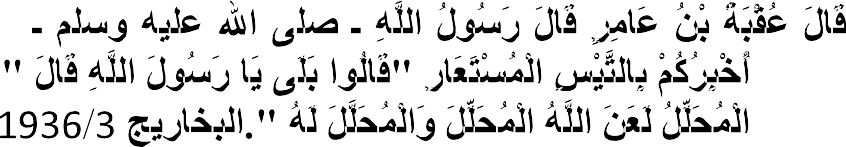 قَالَ عُقْبَةُ بْنُ عَامِرٍ قَالَ رَسُولُ اللَّهِ ـ صلى الله عليه وسلم ـ
أُخْبِرُكُمْ بِالتَّيْسِ الْمُسْتَعَارِ ‏"‏قَالُوا بَلَى يَا رَسُولَ اللَّهِ قَالَ ‏"‏
الْمُحَلِّلُ لَعَنَ اللَّهُ الْمُحَلِّلَ وَالْمُحَلَّلَ لَهُ ‏"‏.البخاريج 1936/3